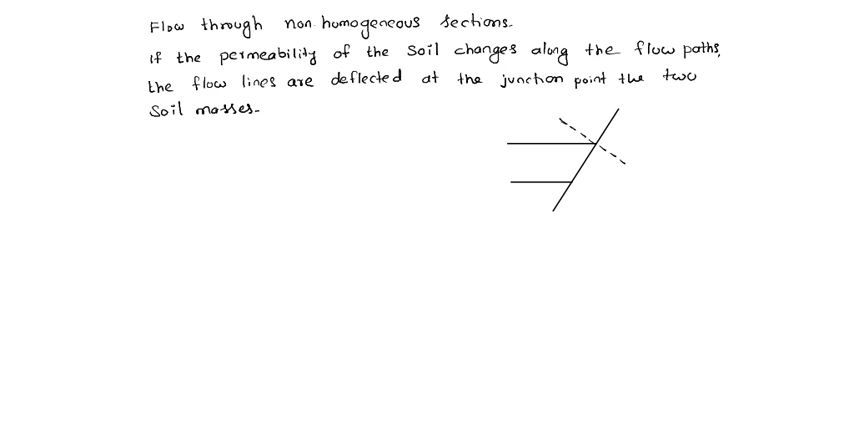 Flow through non-homogeneous sections.
If the permeability of the soil changes along the flow paths,
the flow lines are deflected at the junction point the two
soil masses-